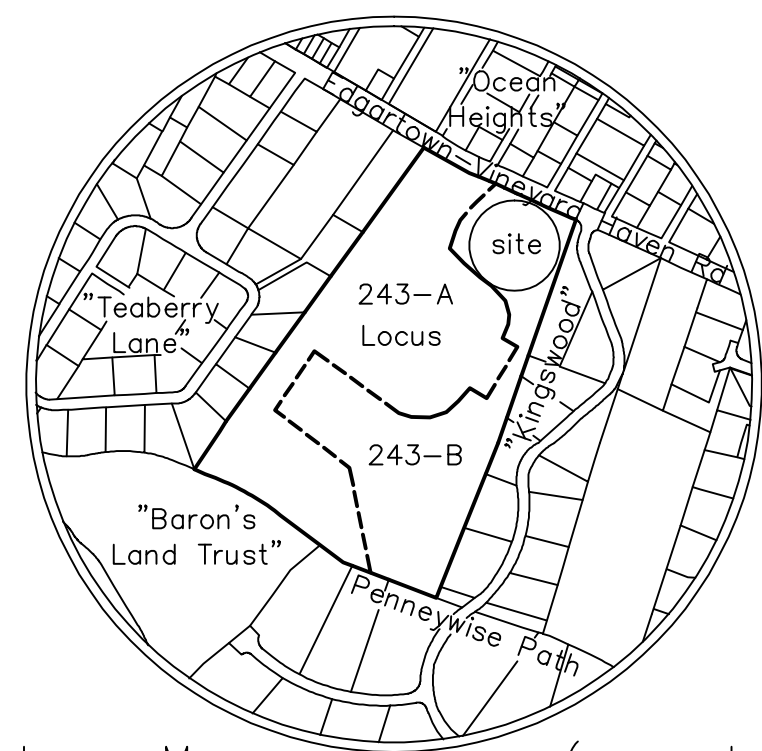 "Ocean
Heights"
Edgartown-Vineyard Haven Rd
site
243-A
Locus
"Teaberry
Lane"
"Kingswood"
243-B
"Baron's
Land Trust"
Penneywise Path